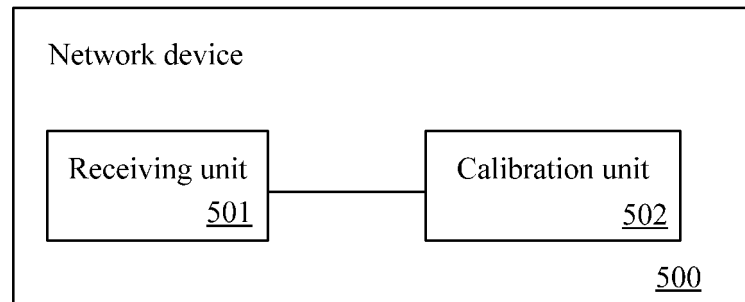 Network device
Receiving unit
501
Calibration unit
502
500